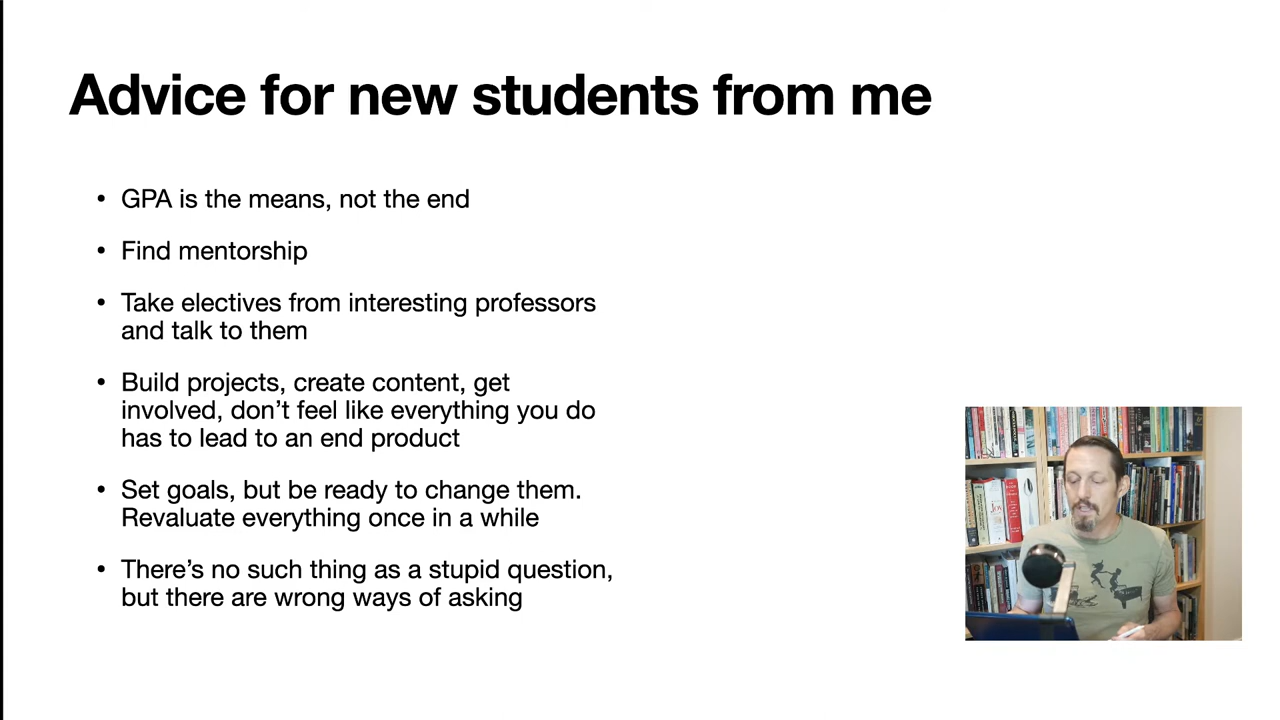 Advice for new students from me
• GPA is the means, not the end
• Find mentorship
• Take electives from interesting professors
and talk to them
• Build projects, create content, get
involved, don’t feel like everything you do
has to lead to an end product
• Set goals, but be ready to change them.
Revaluate everything once in a while
• There’s no such thing as a stupid question,
but there are wrong ways of asking
Joy